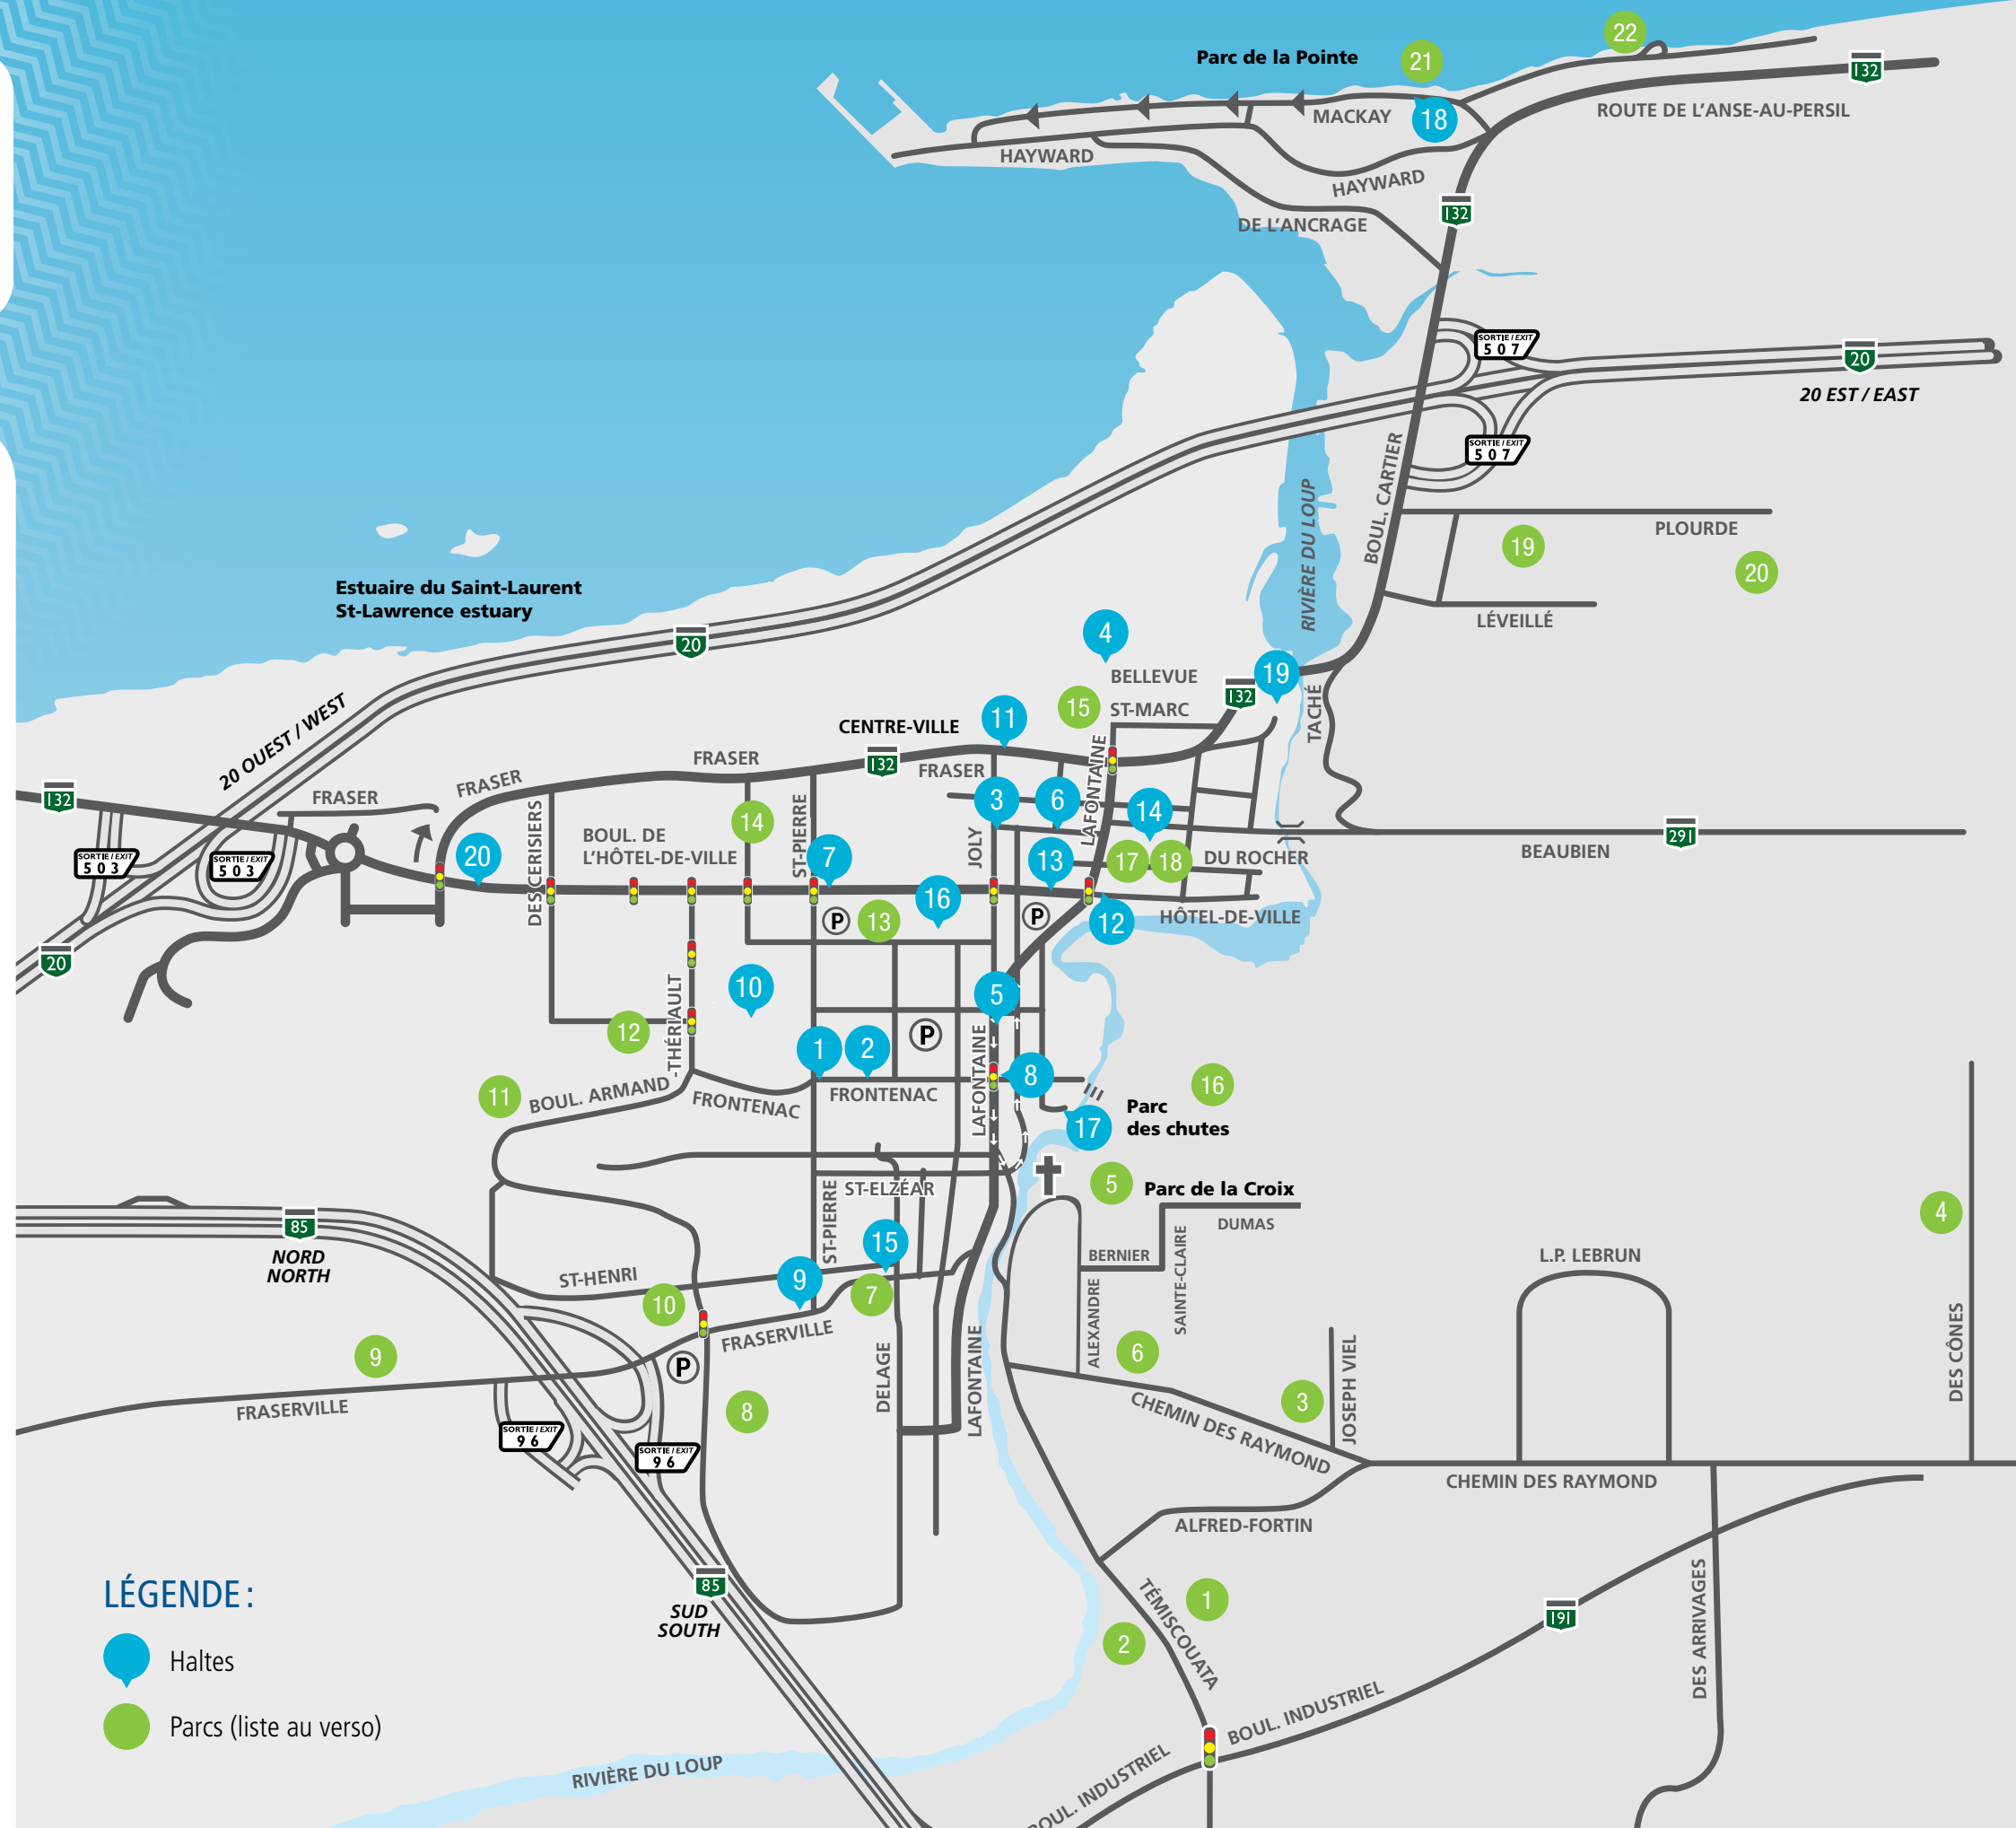 22
Parc de la Pointe
21
132
MACKAY
18
ROUTE DE L'ANSE-AU-PERSIL
HAYWARD
HAYWARD
132
DE L'ANCRAGE
SORTIE / EXIT
507
20
20 EST / EAST
SORTIE / EXIT
507
BOUL. CARTIER
RIVIÈRE DU LOUP
PLOURDE
19
20
LÉVEILLÉ
Estuaire du Saint-Laurent
St-Lawrence estuary
20
4
BELLEVUE
19
132
TACHÉ
15
ST-MARC
11
CENTRE-VILLE
20 OUEST / WEST
FRASER
132
FRASER
LAFONTAINE
132
FRASER
FRASER
3
6
14
DES CERISIERS
14
ST-PIERRE
BOUL. DE
L'HÔTEL-DE-VILLE
JOLY
291
BEAUBIEN
SORTIE / EXIT
503
SORTIE / EXIT
503
20
7
13
17
18
DU ROCHER
16
P
13
P
12
HÔTEL-DE-VILLE
20
10
5
-THÉRIAULT
12
P
1
2
LAFONTAINE
8
16
11
BOUL. ARMAND
FRONTENAC
FRONTENAC
17
Parc
des chutes
5
Parc de la Croix
ST-ELZÉAR
DUMAS
4
85
NORD
NORTH
ST-PIERRE
15
BERNIER
SAINTE-CLAIRE
L.P. LEBRUN
ST-HENRI
9
7
10
ALEXANDRE
FRASERVILLE
9
P
6
DELAGE
LAFONTAINE
JOSEPH VIEL
DES CÔNES
FRASERVILLE
8
3
CHEMIN DES RAYMOND
SORTIE / EXIT
96
SORTIE / EXIT
96
CHEMIN DES RAYMOND
ALFRED-FORTIN
LÉGENDE :
85
SUD
SOUTH
1
TÉMISCOUATA
2
191
DES ARRIVAGES
Haltes
Parcs (liste au verso)
BOUL. INDUSTRIEL
RIVIÈRE DU LOUP
BOUL. INDUSTRIEL